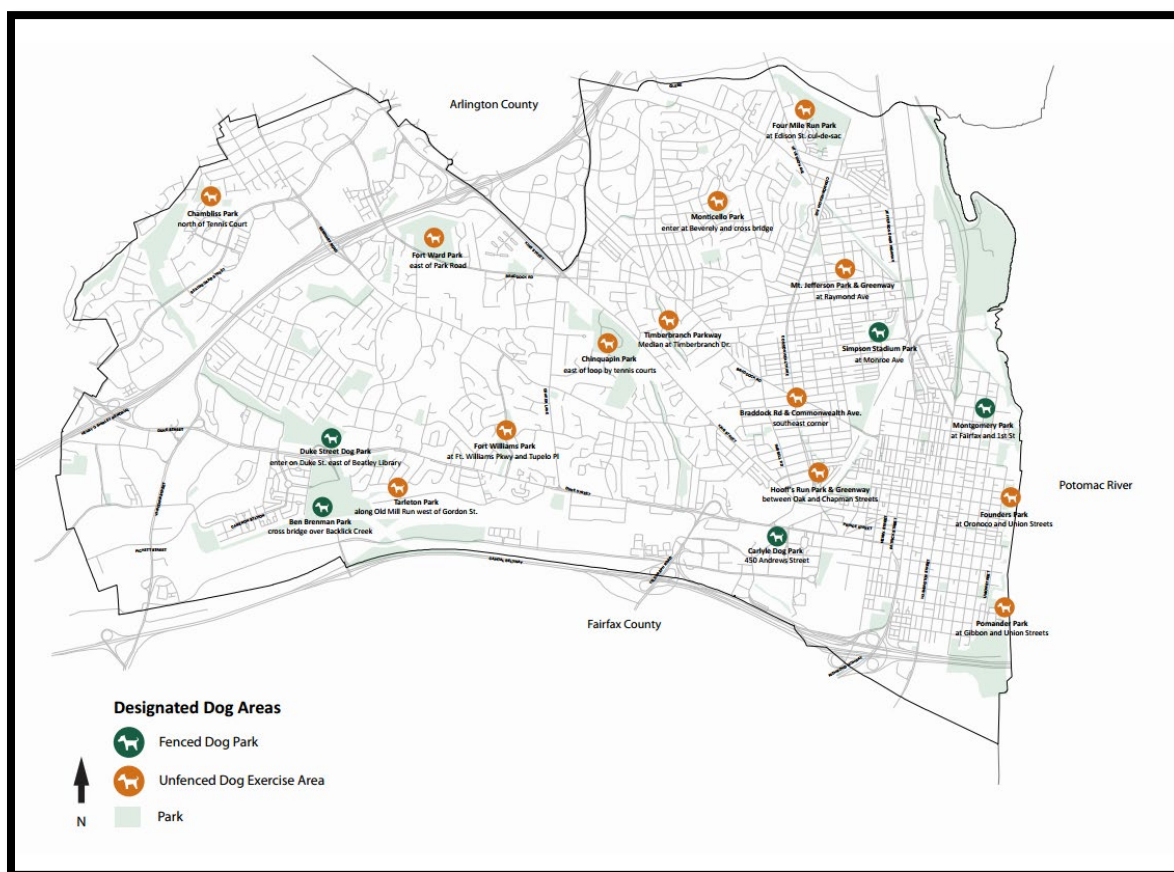 Arlington County
Four Mile Run Park
at Edison St. cul-de-sac
Chambliss Park
north of Tennis Court
Monticello Park
enter at Beverely and cross bridge
Fort Ward Park
east of Park Road
Mt. Jefferson Park & Greenway
at Raymond Ave
Timberbranch Parkway
Median at Timberbranch Dr.
Simpson Stadium Park
at Monroe Ave
Chinquapin Park
east of loop by tennis courts
Braddock Rd & Commonwealth Ave.
southeast corner
Montgomery Park
at Fairfax and 1st St
Duke Street Dog Park
enter on Duke St. east of Beatley Library
Fort Williams Park
at Ft. Williams Pkwy and Tupelo Pl
Hooff's Run Park & Greenway
between Oak and Chapman Streets
Potomac River
Tarleton Park
along Old Mill Run west of Gordon St.
Founders Park
at Oronoco and Union Streets
Ben Brenman Park
cross bridge over Backlick Creek
Carlyle Dog Park
450 Andrews Street
Fairfax County
Pomander Park
at Gibbon and Union Streets
DUKE STREET
BRADDOCK RD
KING STREET
Designated Dog Areas
Fenced Dog Park
Unfenced Dog Exercise Area
Park
N